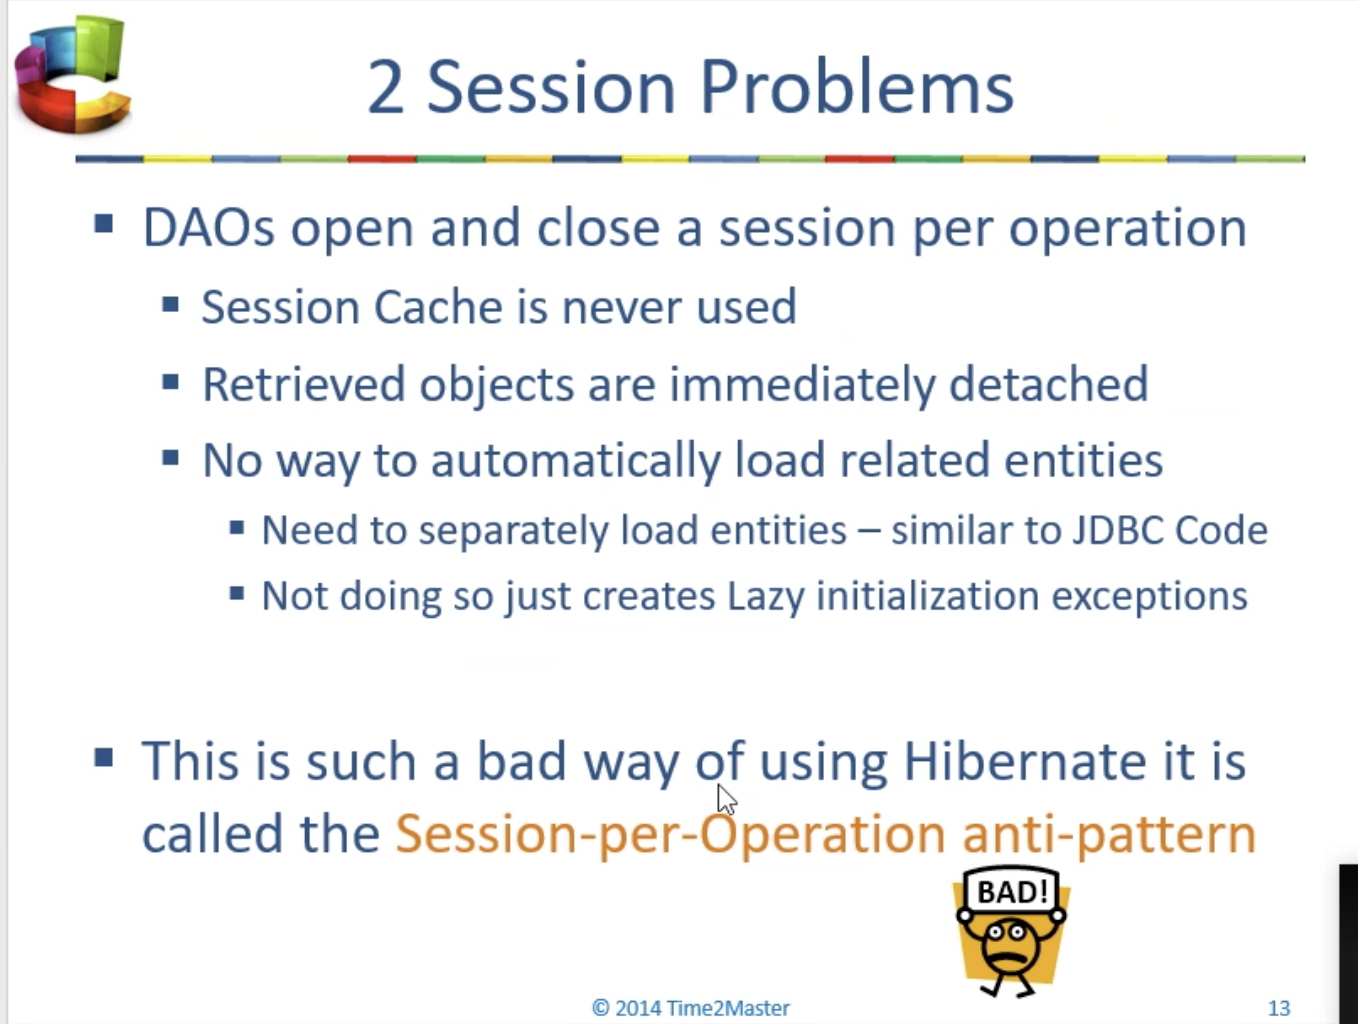 2 Session Problems
DAOs open and close a session per operation
Session Cache is never used
Retrieved objects are immediately detached
No way to automatically load related entities
Need to separately load entities – similar to JDBC Code
Not doing so just creates Lazy initialization exceptions
This is such a bad way of using Hibernate it is
called the Session-per-Operation anti-pattern
BAD!
© 2014 Time2Master
13